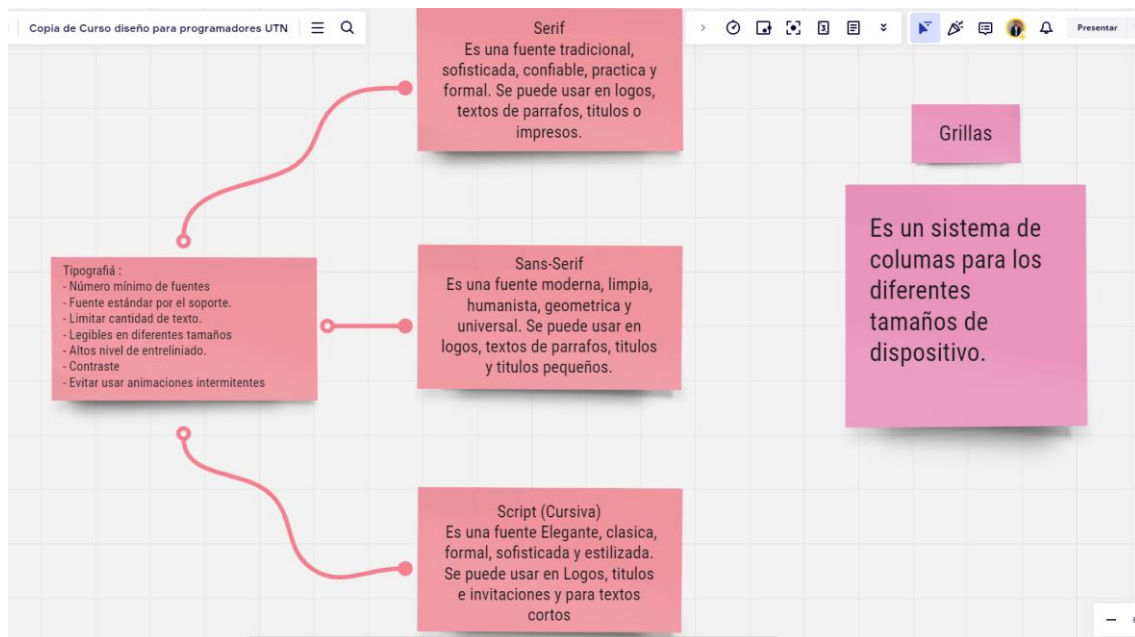 Copia de Curso diseño para programadores UTN
3
Presentar
Serif
Es una fuente tradicional,
sofisticada, confiable, practica y
formal. Se puede usar en logos,
textos de parrafos, titulos o
impresos.
Tipografiá :
- Número mínimo de fuentes
- Fuente estándar por el soporte.
- Limitar cantidad de texto.
- Legibles en diferentes tamaños
- Altos nivel de entreliniado.
- Contraste
- Evitar usar animaciones intermitentes
Sans-Serif
Es una fuente moderna, limpia,
humanista, geometrica y
universal. Se puede usar en
logos, textos de parrafos, titulos
y titulos pequeños.
Script (Cursiva)
Es una fuente Elegante, clasica,
formal, sofisticada y estilizada.
Se puede usar en Logos, titulos
e invitaciones y para textos
cortos
Grillas
Es un sistema de
columas para los
diferentes
tamaños de
dispositivo.